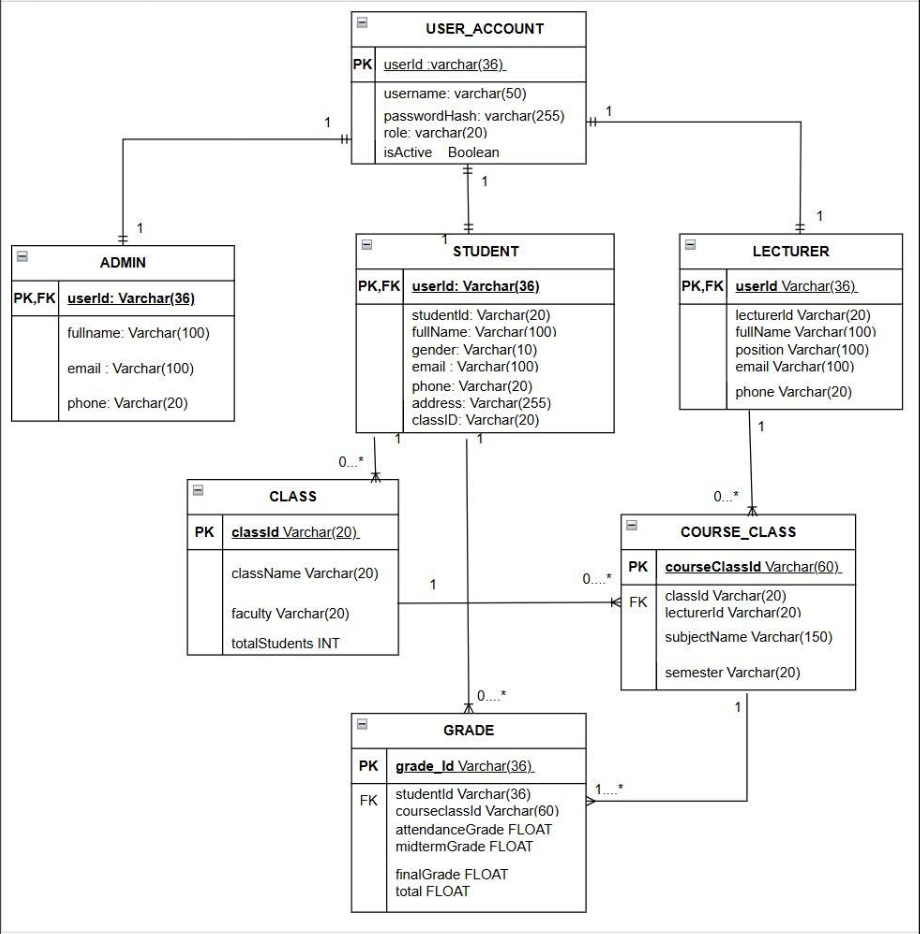 USER_ACCOUNT
PK userId :varchar(36)
username: varchar(50)
passwordHash: varchar(255)
role: varchar(20)
isActive Boolean
1
1
1
1
1
1
ADMIN
PK,FK userId: Varchar(36)
fullname: Varchar(100)
email : Varchar(100)
phone: Varchar(20)
STUDENT
PK,FK userId: Varchar(36)
studentId: Varchar(20)
fullName: Varchar(100)
gender: Varchar(10)
email : Varchar(100)
phone: Varchar(20)
address: Varchar(255)
classID: Varchar(20)
LECTURER
PK,FK userId Varchar(36)
lecturerId Varchar(20)
fullName Varchar(100)
position Varchar(100)
email Varchar(100)
phone Varchar(20)
1
1
1
0...*
0...*
CLASS
PK classId Varchar(20)
className Varchar(20)
faculty Varchar(20)
totalStudents INT
1
0....*
COURSE_CLASS
PK courseClassId Varchar(60)
FK classId Varchar(20)
lecturerId Varchar(20)
subjectName Varchar(150)
semester Varchar(20)
0....*
1
GRADE
PK grade_Id Varchar(36)
FK studentId Varchar(36)
courseclassId Varchar(60)
attendanceGrade FLOAT
midtermGrade FLOAT
finalGrade FLOAT
total FLOAT
1....*